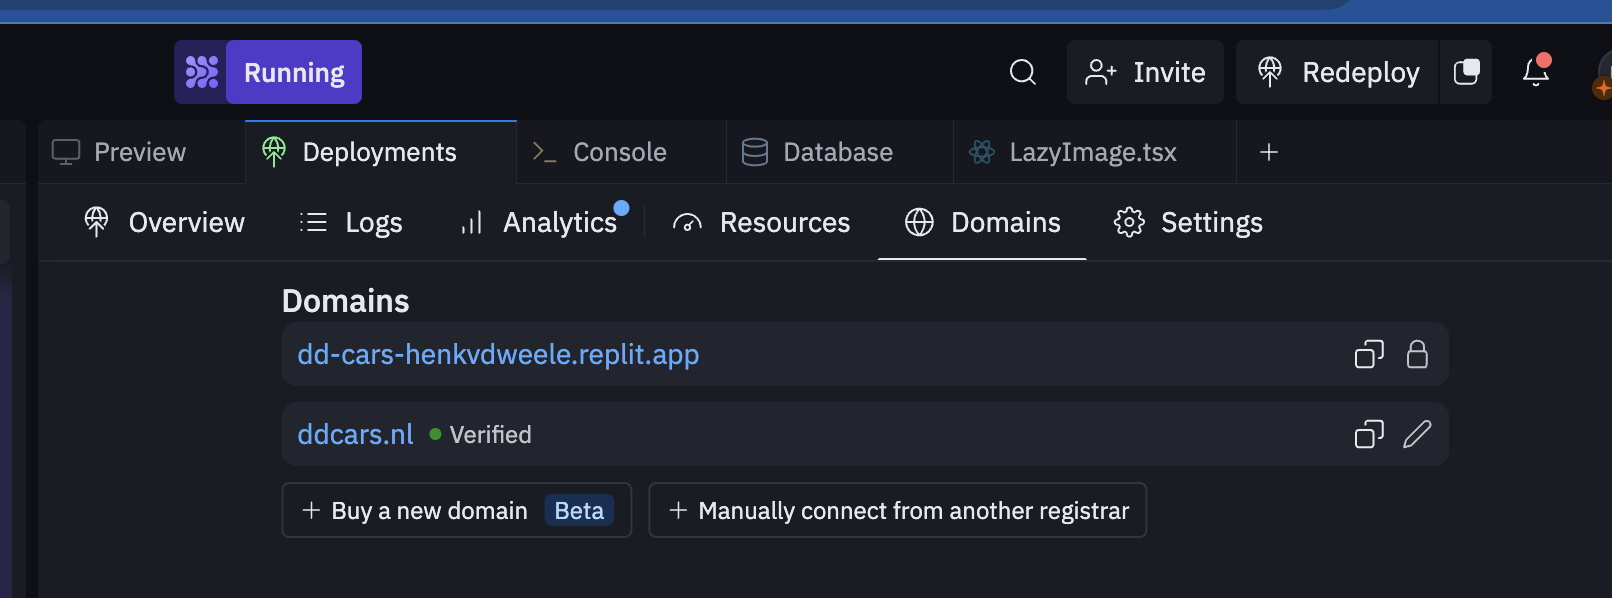 Running
Invite
Redeploy
Preview
Deployments
Console
Database
LazyImage.tsx
Overview
Logs
Analytics
Resources
Domains
Settings
Domains
dd-cars-henkvdweele.replit.app
ddcars.nl Verified
Buy a new domain Beta
Manually connect from another registrar